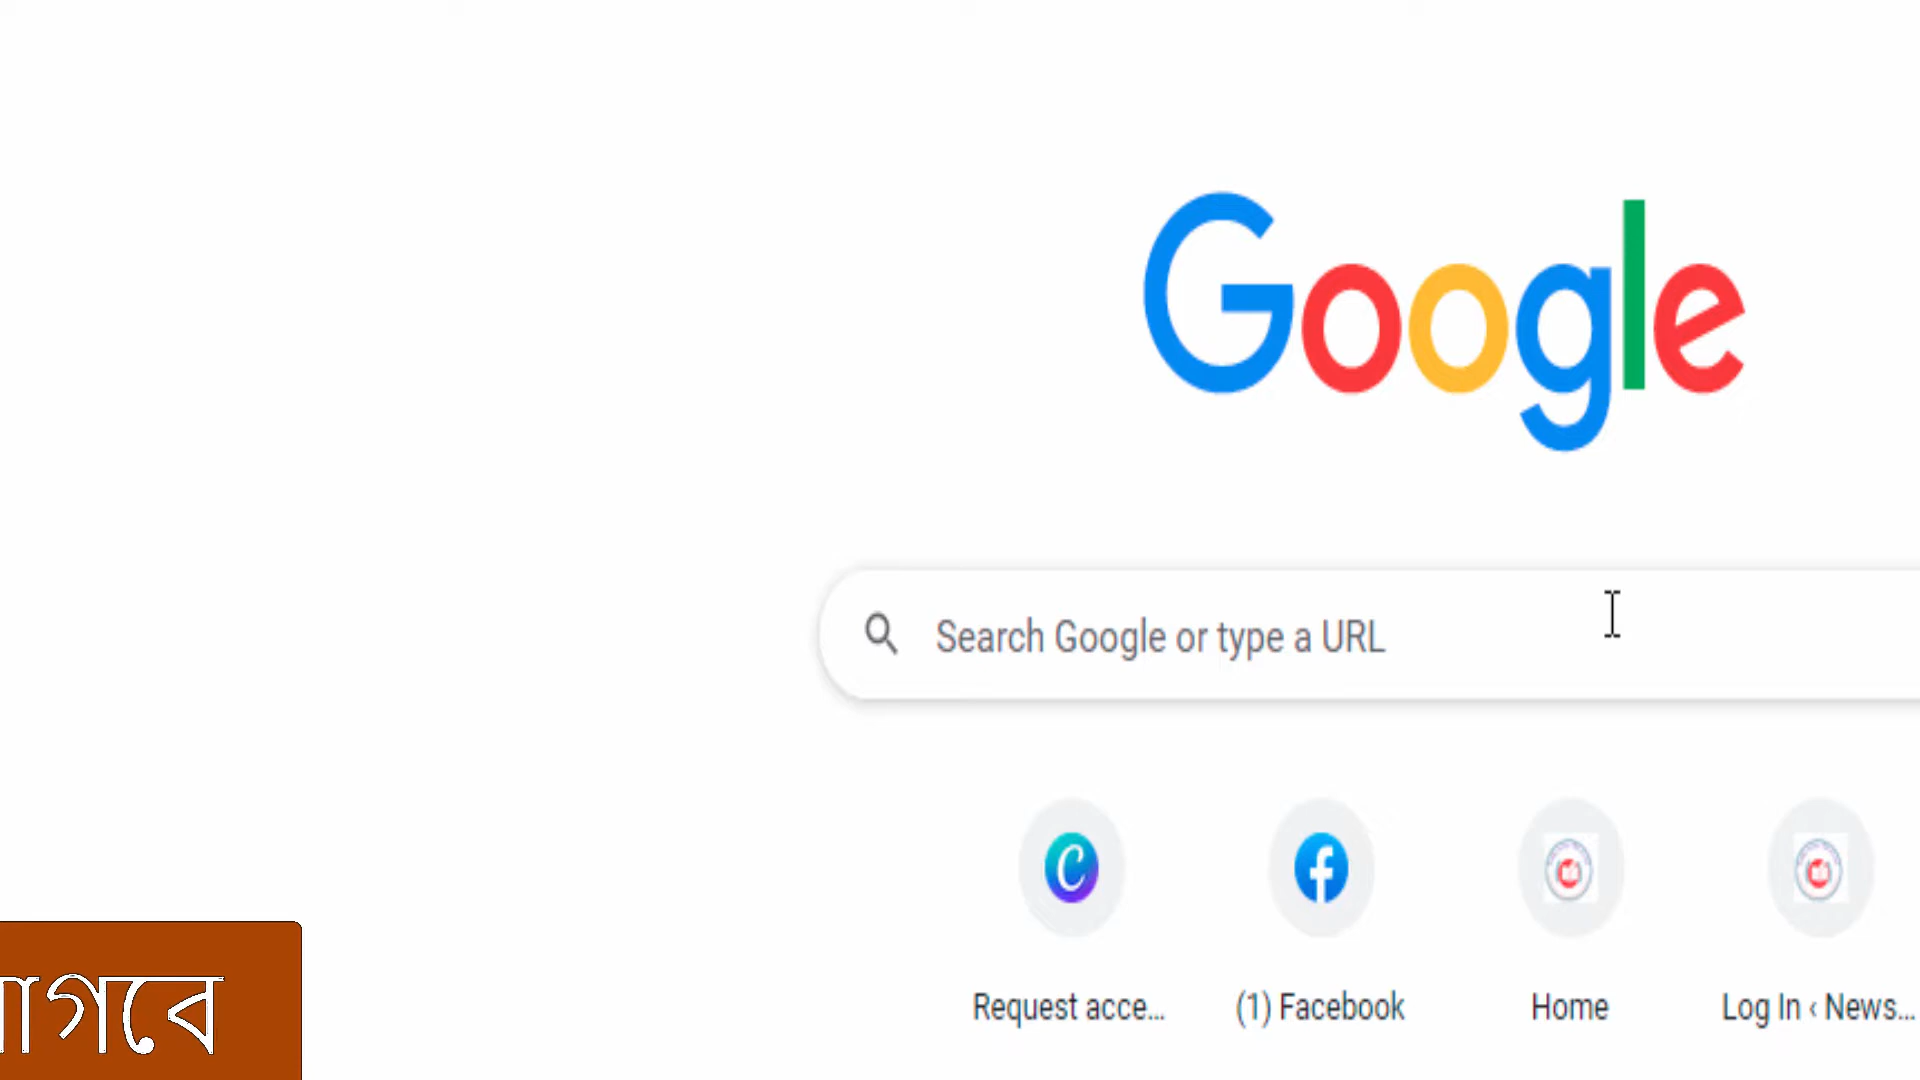 Google
Search Google or type a URL
Request acce...
(1) Facebook
Home
Log In ‹ News...